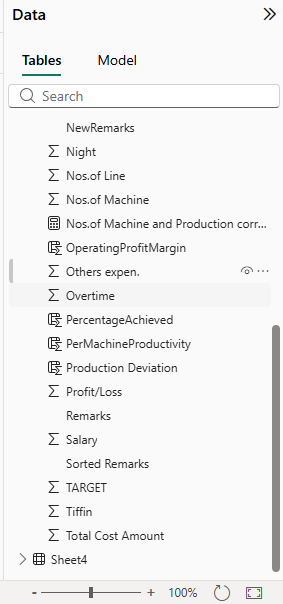 Data
Tables Model
Search
NewRemarks
Night
Nos.of Line
Nos.of Machine
Nos.of Machine and Production corr...
OperatingProfitMargin
Others expen.
Overtime
PercentageAchieved
PerMachineProductivity
Production Deviation
Profit/Loss
Remarks
Salary
Sorted Remarks
TARGET
Tiffin
Total Cost Amount
Sheet4
- + 100%